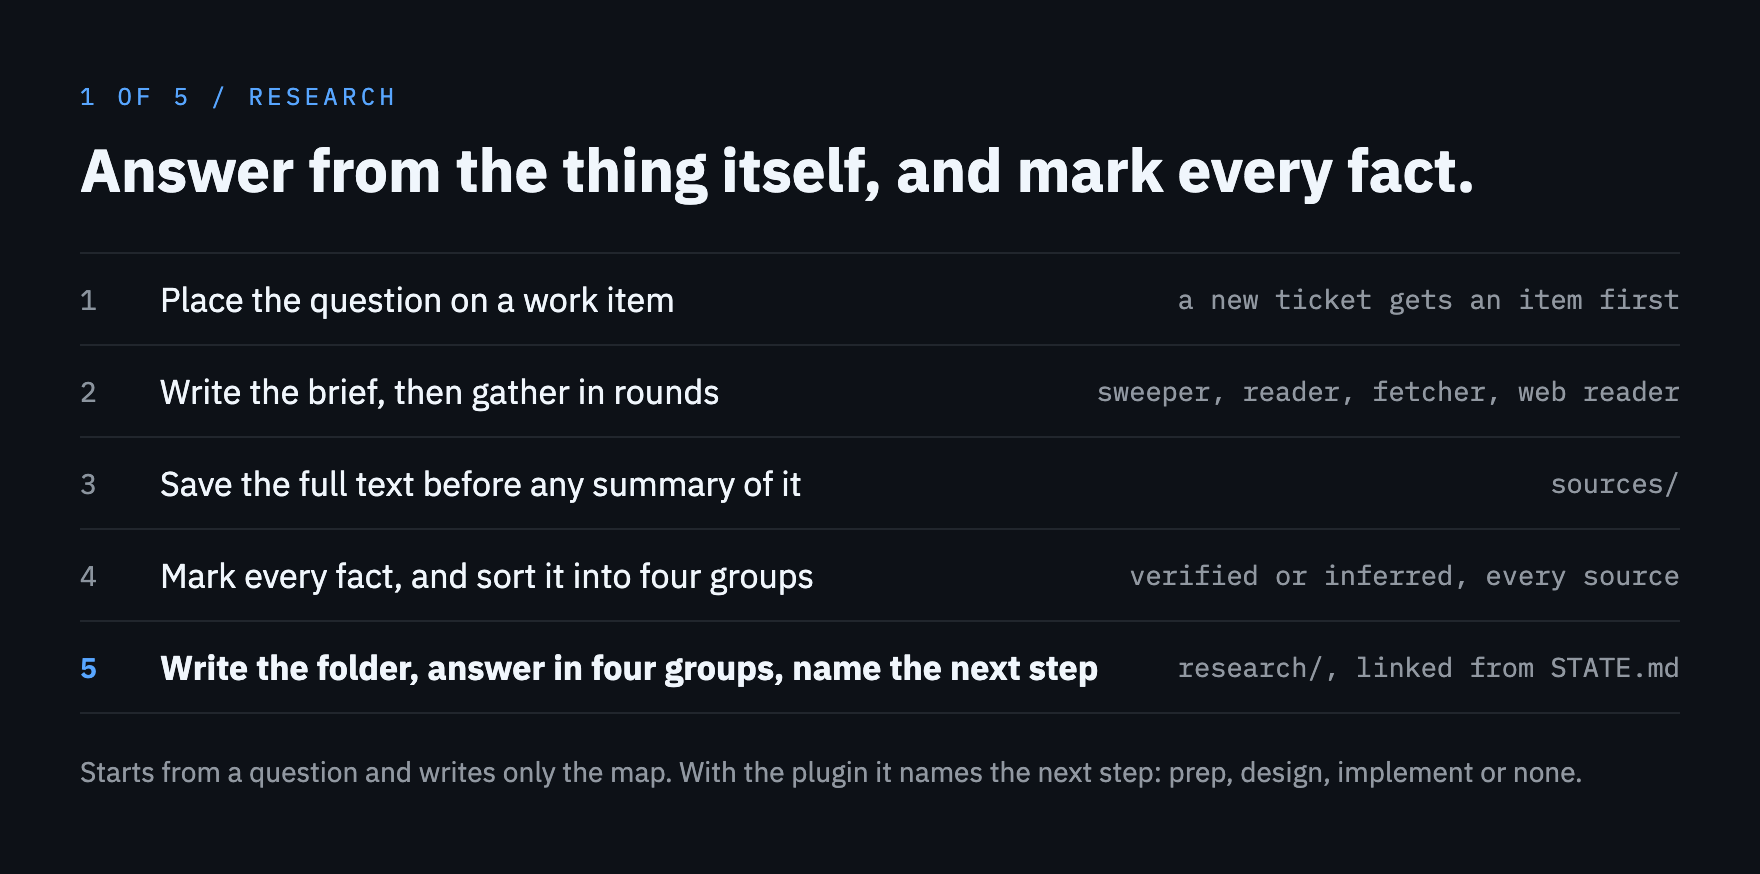 1 OF 5 / RESEARCH
Answer from the thing itself, and mark every fact.
1 Place the question on a work item a new ticket gets an item first
2 Write the brief, then gather in rounds sweeper, reader, fetcher, web reader
3 Save the full text before any summary of it sources/
4 Mark every fact, and sort it into four groups verified or inferred, every source
5 Write the folder, answer in four groups, name the next step research/, linked from STATE.md
Starts from a question and writes only the map. With the plugin it names the next step: prep, design, implement or none.